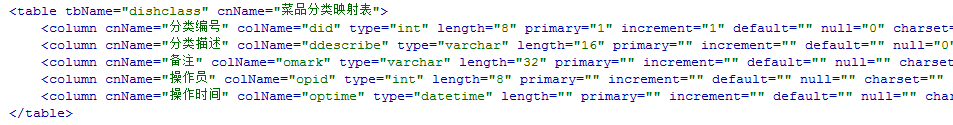 <table tbName="dishclass" cnName="菜品分类映射表">
<column cnName="分类编号" colName="did" type="int" length="8" primary="1" increment="1" default="" null="0" charset=
<column cnName="分类描述" colName="ddescribe" type="varchar" length="16" primary="" increment="" default="" null="0"
<column cnName="备注" colName="omark" type="varchar" length="32" primary="" increment="" default="" null="" charset
<column cnName="操作员" colName="opid" type="int" length="8" primary="" increment="" default="" null="" charset=""
<column cnName="操作时间" colName="optime" type="datetime" length="" primary="" increment="" default="" null="" cha
</table>